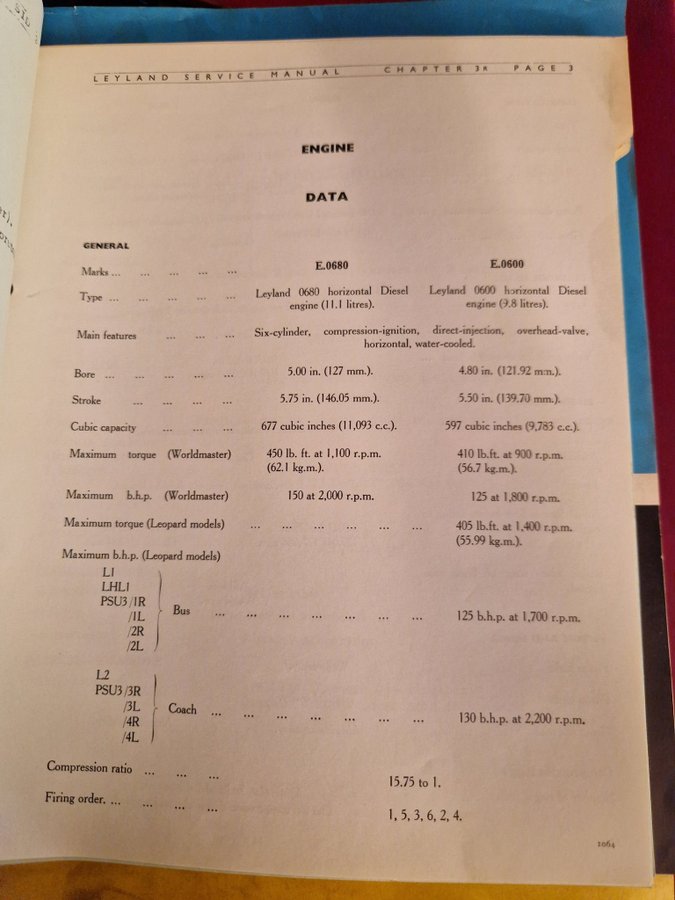 LEYLAND SERVICE MANUAL CHAPTER 3R PAGE 3
ENGINE
DATA
GENERAL
Marks ... ... ... ... ... E.0680 E.0600
Type ... ... ... ... ... Leyland 0680 horizontal Diesel engine (11.1 litres). Leyland 0600 horizontal Diesel engine (9.8 litres).
Main features ... ... ... Six-cylinder, compression-ignition, direct-injection, overhead-valve,
horizontal, water-cooled.
Bore ... ... ... ... ... 5.00 in. (127 mm.). 4.80 in. (121.92 mm.).
Stroke ... ... ... ... 5.75 in. (146.05 mm.). 5.50 in. (139.70 mm.).
Cubic capacity ... ... ... 677 cubic inches (11,093 c.c.). 597 cubic inches (9,783 c.c.).
Maximum torque (Worldmaster) 450 lb. ft. at 1,100 r.p.m. 410 lb.ft. at 900 r.p.m.
(62.1 kg.m.). (56.7 kg.m.).
Maximum b.h.p. (Worldmaster) 150 at 2,000 r.p.m. 125 at 1,800 r.p.m.
Maximum torque (Leopard models) ... ... ... ... ... ... 405 lb.ft. at 1,400 r.p.m.
(55.99 kg.m.).
Maximum b.h.p. (Leopard models)
L1
LHL1
PSU3/1R
/1L Bus ... ... ... ... ... ... ... 125 b.h.p. at 1,700 r.p.m.
/2R
/2L
L2
PSU3/3R
/3L Coach ... ... ... ... ... ... ... 130 b.h.p. at 2,200 r.p.m.
/4R
/4L
Compression ratio ... ... ... 15.75 to 1.
Firing order. ... ... ... ... 1, 5, 3, 6, 2, 4.
1064